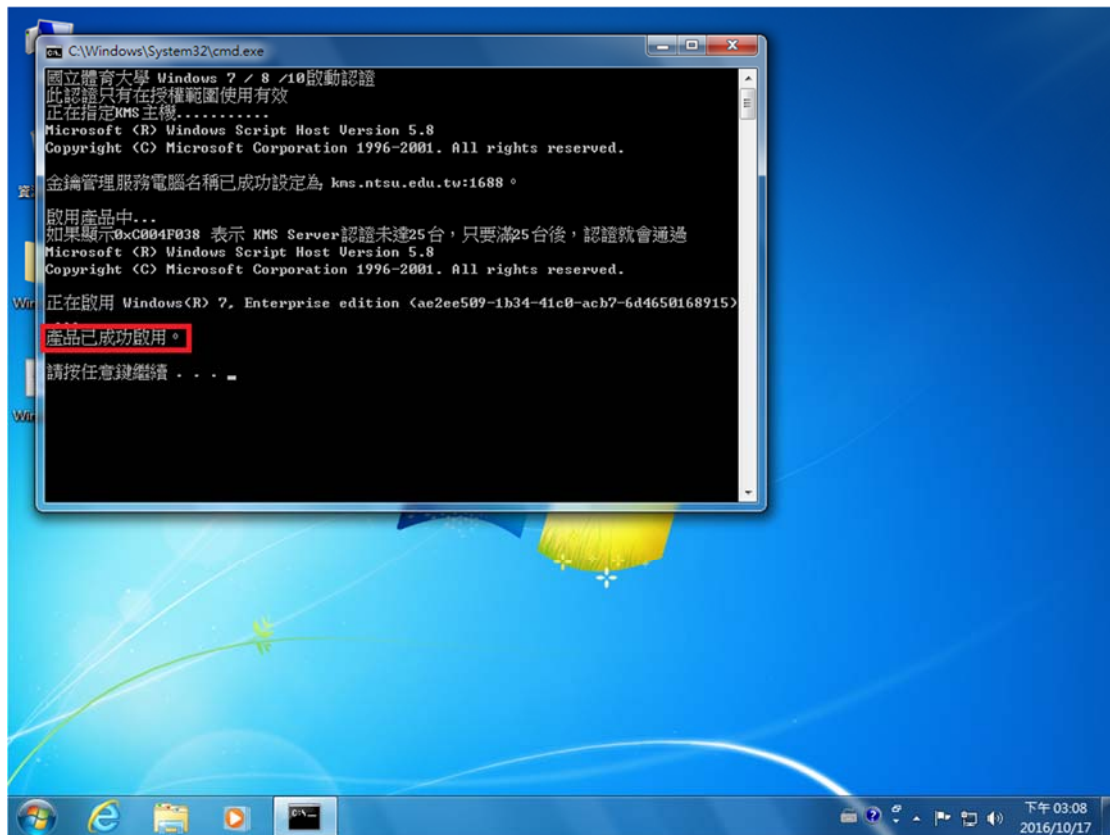 C:\Windows\System32\cmd.exe
國立體育大學 Windows 7 / 8 /10啟動認證
此認證只有在授權範圍使用有效
正在指定KMS主機...........
Microsoft (R) Windows Script Host Version 5.8
Copyright (C) Microsoft Corporation 1996-2001. All rights reserved.
金鑰管理服務電腦名稱已成功設定為 kms.ntsu.edu.tw:1688。
啟用產品中...
如果顯示0xC004F038 表示 KMS Server認證未達25台，只要滿25台後，認證就會通過
Microsoft (R) Windows Script Host Version 5.8
Copyright (C) Microsoft Corporation 1996-2001. All rights reserved.
正在啟用 Windows(R) 7, Enterprise edition (ae2ee509-1b34-41c0-acb7-6d4650168915)
...
產品已成功啟用。
請按任意鍵繼續 . . .
下午 03:08
2016/10/17